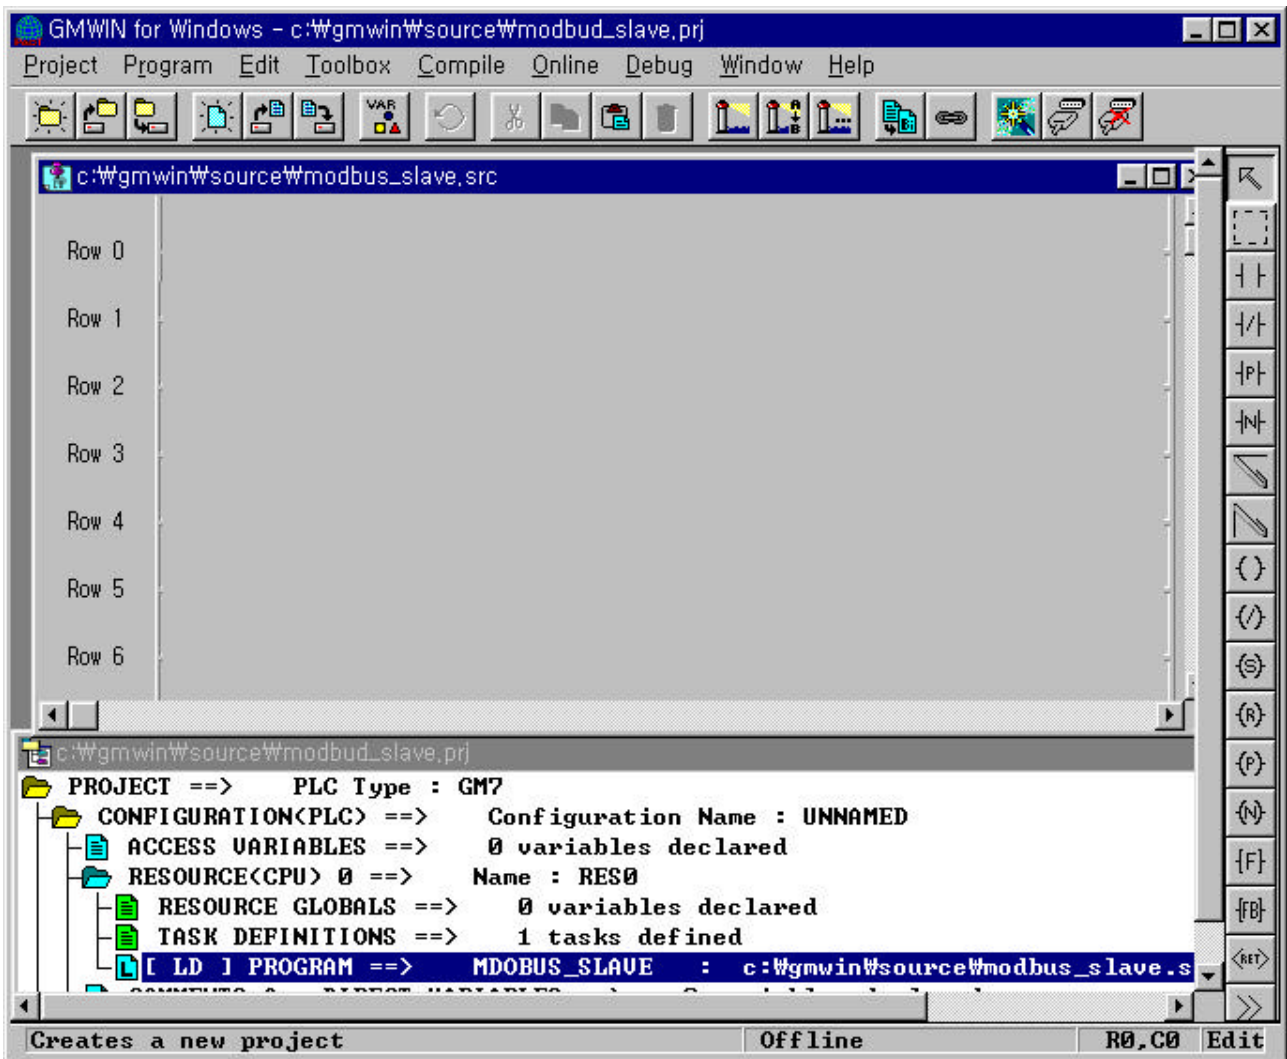 GMWIN for Windows - c:₩gmwin₩source₩modbud_slave.prj
Project Program Edit Toolbox Compile Online Debug Window Help
VAR
A
B
Bi
c:₩gmwin₩source₩modbus_slave.src
Row 0
Row 1
Row 2
Row 3
Row 4
Row 5
Row 6
P
N
(S)
(R)
(P)
(N)
{F}
{FB}
<RET>
c:₩gmwin₩source₩modbud_slave.prj
PROJECT ==> PLC Type : GM7
CONFIGURATION(PLC) ==> Configuration Name : UNNAMED
ACCESS VARIABLES ==> 0 variables declared
RESOURCE(CPU) 0 ==> Name : RES0
RESOURCE GLOBALS ==> 0 variables declared
TASK DEFINITIONS ==> 1 tasks defined
L [ LD ] PROGRAM ==> MDOBUS_SLAVE : c:₩gmwin₩source₩modbus_slave.s
Creates a new project Offline R0,C0 Edit